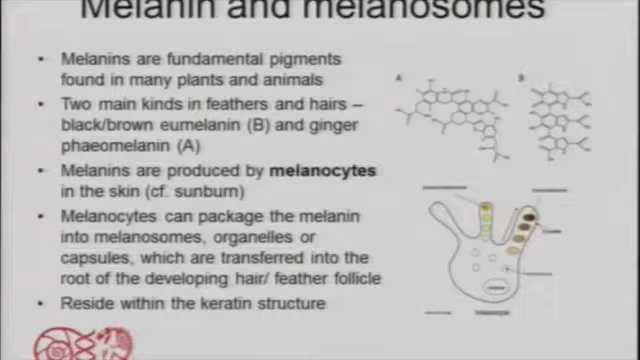 Melanin and melanosomes
• Melanins are fundamental pigments
found in many plants and animals
• Two main kinds in feathers and hairs –
black/brown eumelanin (B) and ginger
phaeomelanin (A)
• Melanins are produced by melanocytes
in the skin (cf. sunburn)
• Melanocytes can package the melanin
into melanosomes, organelles or
capsules, which are transferred into the
root of the developing hair/ feather follicle
• Reside within the keratin structure
A
B